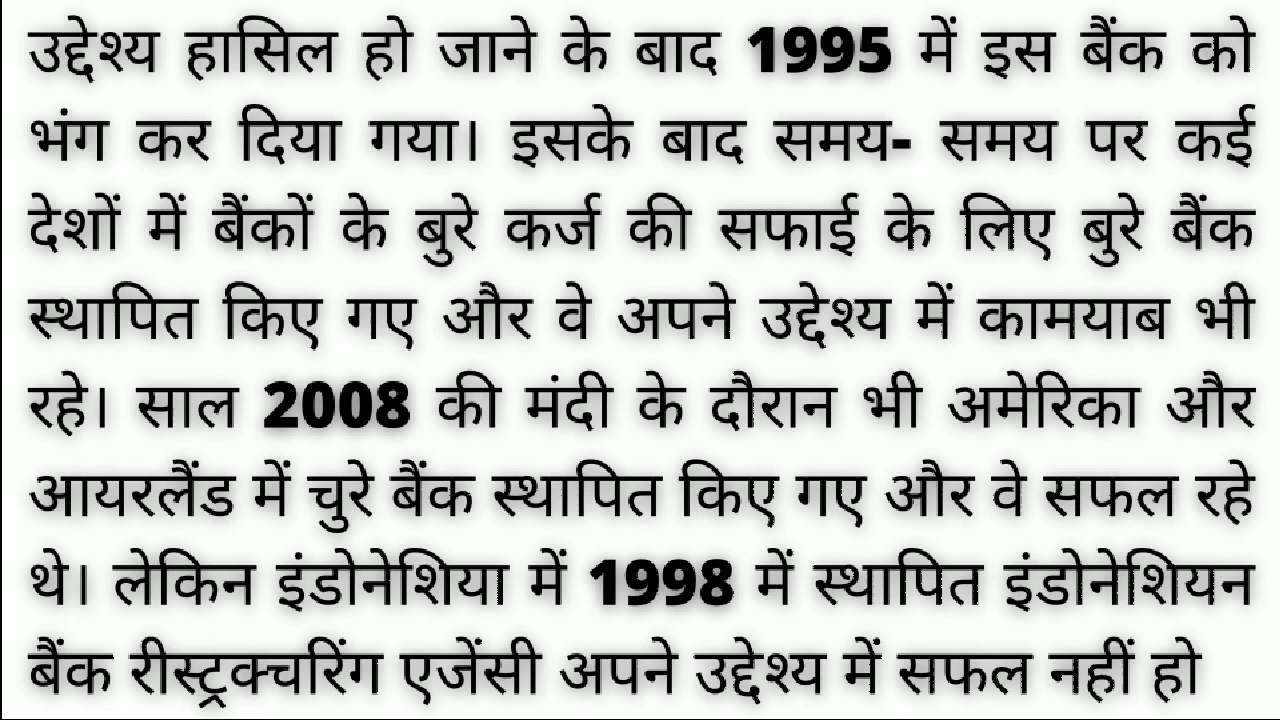 उद्देश्य हासिल हो जाने के बाद 1995 में इस बैंक को
भंग कर दिया गया। इसके बाद समय- समय पर कई
देशों में बैंकों के बुरे कर्ज की सफाई के लिए बुरे बैंक
स्थापित किए गए और वे अपने उद्देश्य में कामयाब भी
रहे। साल 2008 की मंदी के दौरान भी अमेरिका और
आयरलैंड में चुरे बैंक स्थापित किए गए और वे सफल रहे
थे। लेकिन इंडोनेशिया में 1998 में स्थापित इंडोनेशियन
बैंक रीस्ट्रक्चरिंग एजेंसी अपने उद्देश्य में सफल नहीं हो